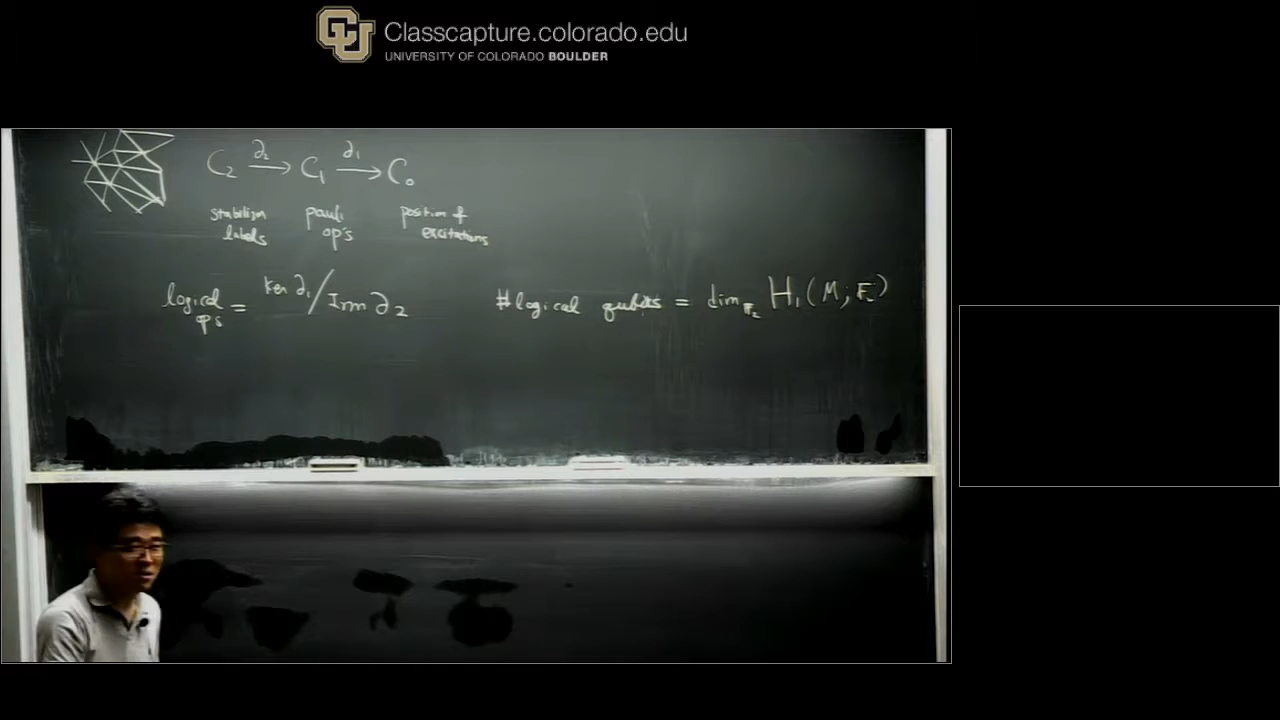 Classcapture.colorado.edu
UNIVERSITY OF COLORADO BOULDER
C₂ —∂₂→ C₁ —∂₁→ C₀
stabilizer pauli position of
labels op's excitations
logical ops = ker ∂₁ / Im ∂₂
#logical qubits = dim_F₂ H₁(M; F₂)